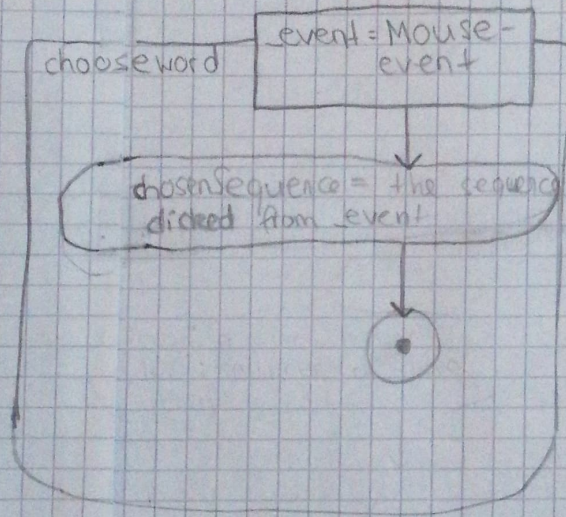 event = Mouse-
event
chooseword
chosenSequence = the sequence
clicked from event